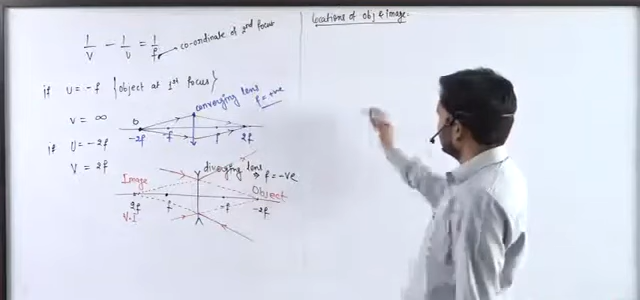 1/v - 1/u = 1/f → co-ordinate of 2nd focus
if u = -f {object at 1st focus}
v = ∞
if u = -2f
v = 2f
converging lens
f = +ve
O
-2f -f f 2f
diverging lens
→ f = -ve
Image
Object
2f f -f -2f
V.I
Locations of Obj & Image.